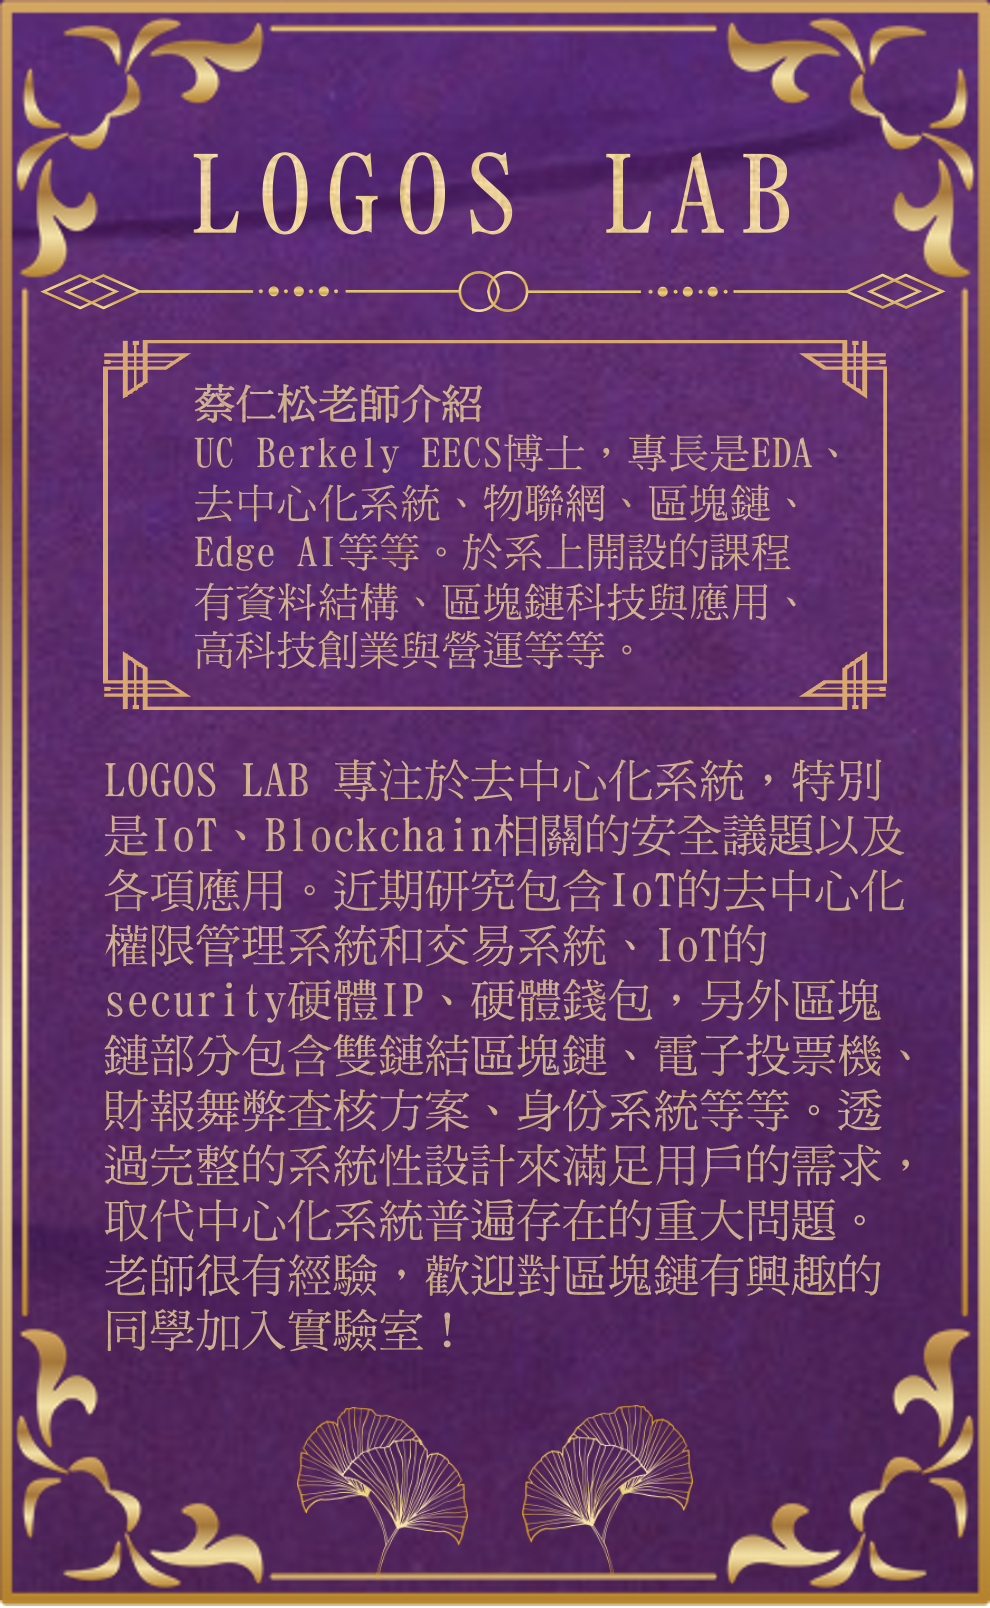 LOGOS LAB
蔡仁松老師介紹
UC Berkely EECS博士，專長是EDA、
去中心化系統、物聯網、區塊鏈、
Edge AI等等。於系上開設的課程
有資料結構、區塊鏈科技與應用、
高科技創業與營運等等。
LOGOS LAB 專注於去中心化系統，特別
是IoT、Blockchain相關的安全議題以及
各項應用。近期研究包含IoT的去中心化
權限管理系統和交易系統、IoT的
security硬體IP、硬體錢包，另外區塊
鏈部分包含雙鏈結區塊鏈、電子投票機、
財報舞弊查核方案、身份系統等等。透
過完整的系統性設計來滿足用戶的需求，
取代中心化系統普遍存在的重大問題。
老師很有經驗，歡迎對區塊鏈有興趣的
同學加入實驗室！